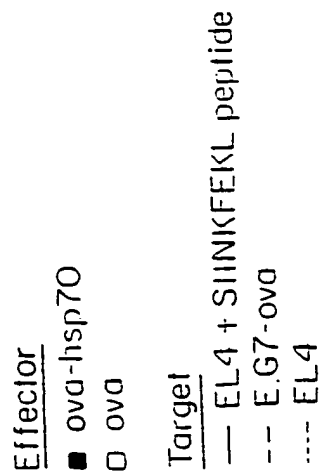 Effector
■ ova-hsp70
□ ova
Target
— EL4 + SIINKFEKL peptide
-- E.G7-ova
---- EL4